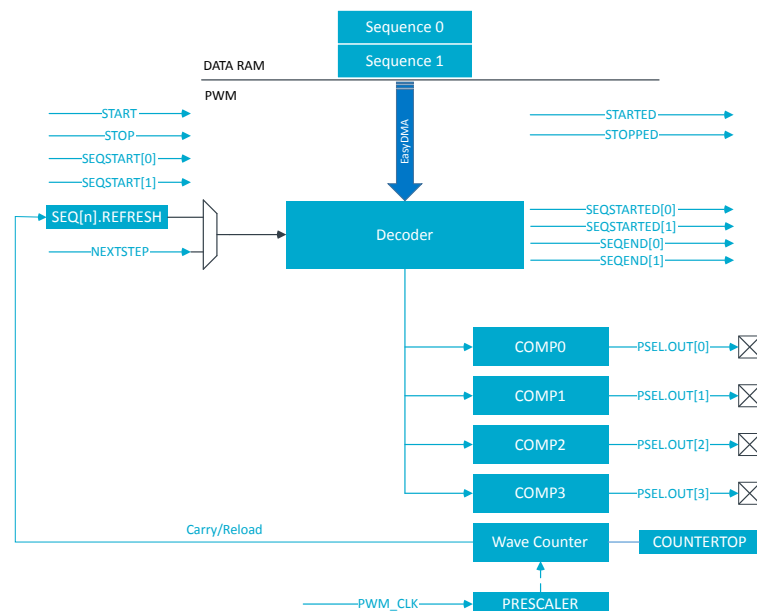 Sequence 0
Sequence 1
DATA RAM
PWM
START
STOP
SEQSTART[0]
SEQSTART[1]
EasyDMA
STARTED
STOPPED
SEQ[n].REFRESH
NEXTSTEP
Decoder
SEQSTARTED[0]
SEQSTARTED[1]
SEQEND[0]
SEQEND[1]
COMP0
PSEL.OUT[0]
COMP1
PSEL.OUT[1]
COMP2
PSEL.OUT[2]
COMP3
PSEL.OUT[3]
Carry/Reload
Wave Counter
COUNTERTOP
PWM_CLK
PRESCALER